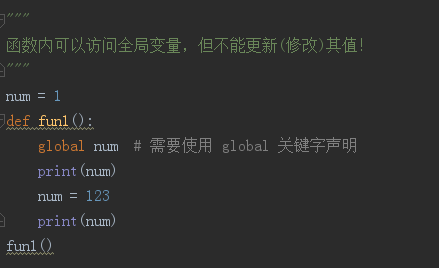 """
函数内可以访问全局变量，但不能更新(修改)其值!
"""
num = 1
def fun1():
    global num  # 需要使用 global 关键字声明
    print(num)
    num = 123
    print(num)
fun1()